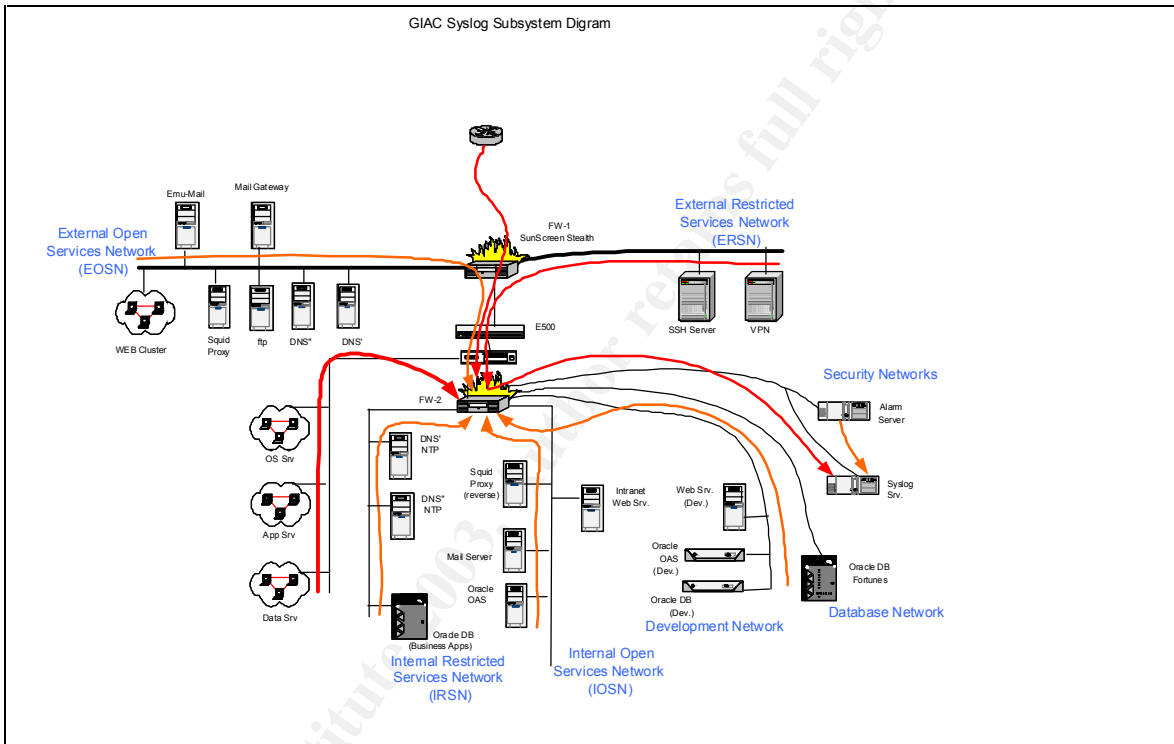 GIAC Syslog Subsystem Digram
Emu-Mail
Mail Gateway
External Open
Services Network
(EOSN)
FW-1
SunScreen Stealth
External Restricted
Services Network
(ERSN)
WEB Cluster
Squid
Proxy
ftp
DNS"
DNS'
E500
SSH Server
VPN
Security Networks
FW-2
Alarm
Server
OS Srv
DNS'
NTP
Squid
Proxy
(reverse)
Intranet
Web Srv.
Web Srv.
(Dev.)
Syslog
Srv.
App Srv
DNS"
NTP
Mail Server
Oracle
OAS
(Dev.)
Oracle DB
Fortunes
Data Srv
Oracle
OAS
Oracle DB
(Dev.)
Database Network
Development Network
Oracle DB
(Business Apps)
Internal Restricted
Services Network
(IRSN)
Internal Open
Services Network
(IOSN)